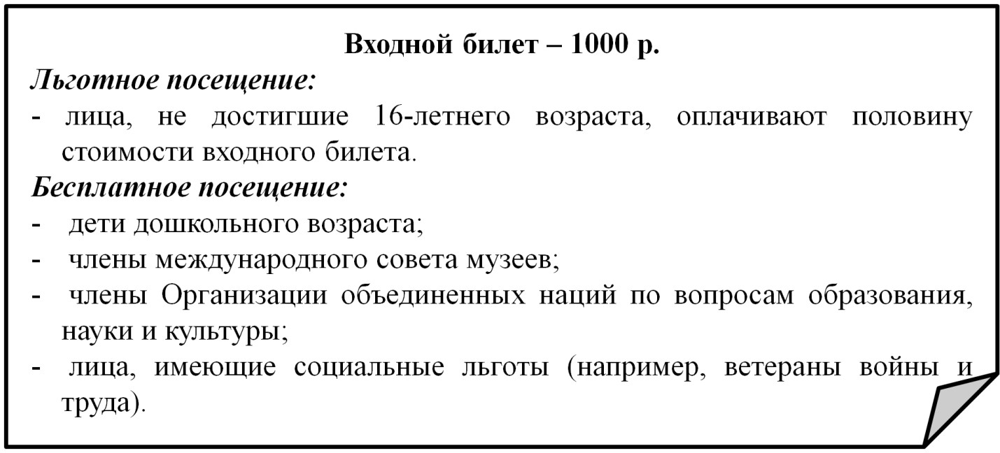 Входной билет – 1000 р.
Льготное посещение:
- лица, не достигшие 16-летнего возраста, оплачивают половину
стоимости входного билета.
Бесплатное посещение:
- дети дошкольного возраста;
- члены международного совета музеев;
- члены Организации объединенных наций по вопросам образования,
науки и культуры;
- лица, имеющие социальные льготы (например, ветераны войны и
труда).